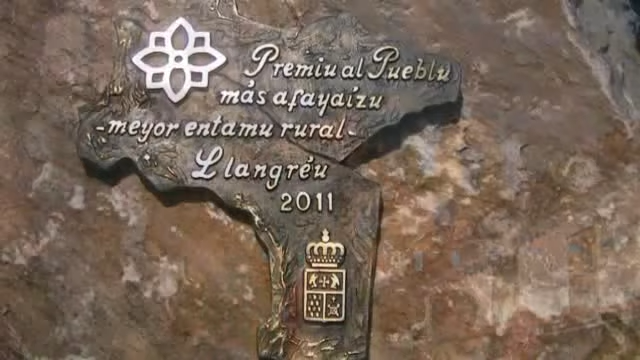 Premiu al Pueblu
más afayaízu
-meyor entamu rural-
Llangréu
2011